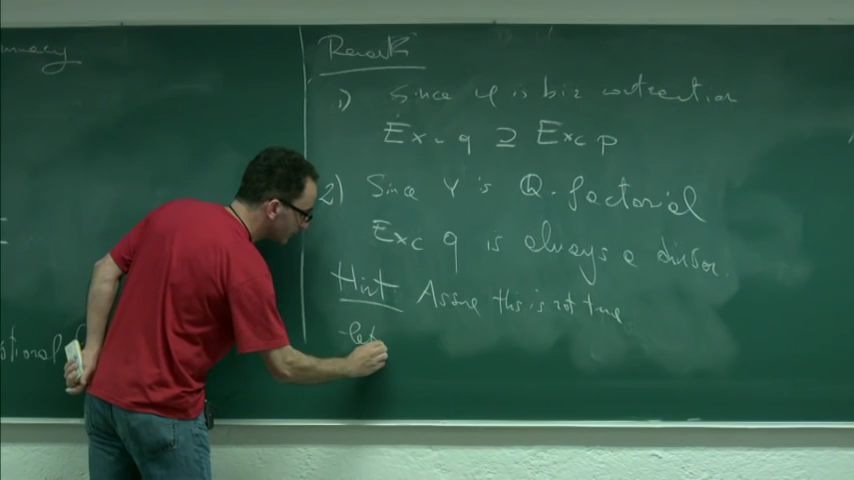 Remark
1) Since φ is bir contraction
Exc q ⊇ Exc p
2) Since Y is Q-factorial
Exc q is always a divisor.
Hint: Assume this is not true
-let